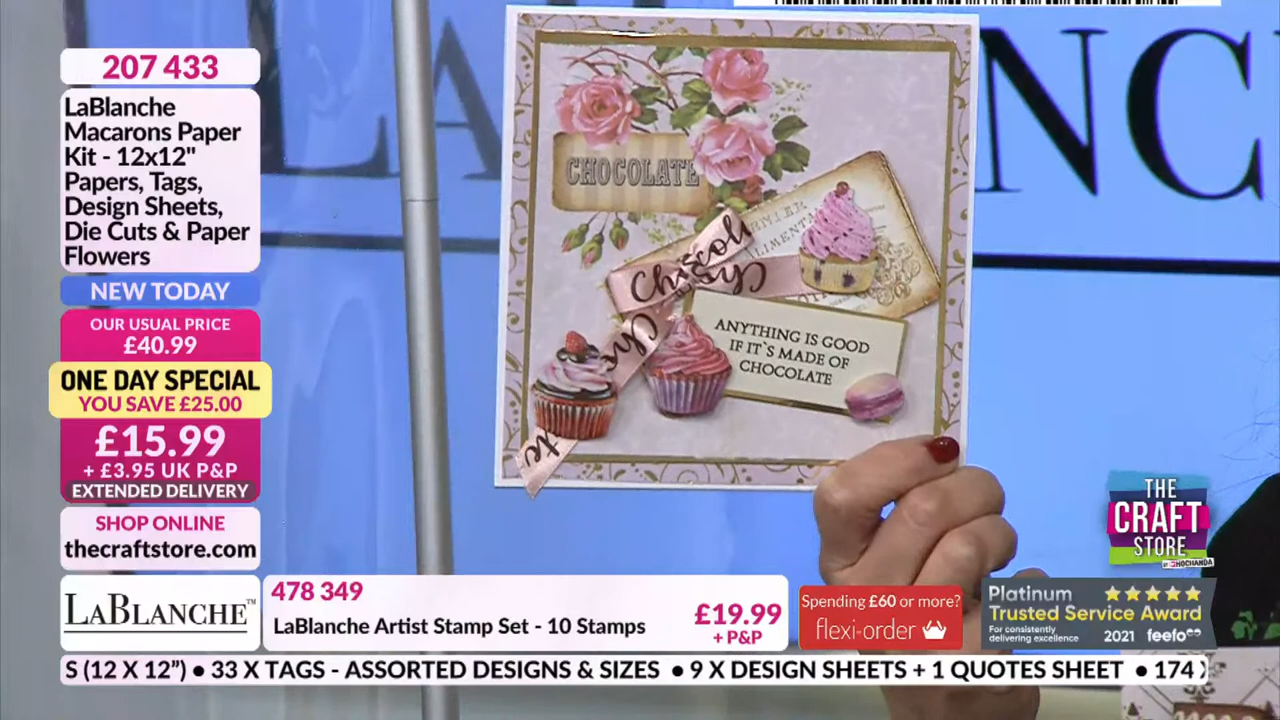 207 433
LaBlanche
Macarons Paper
Kit - 12x12"
Papers, Tags,
Design Sheets,
Die Cuts & Paper
Flowers
NEW TODAY
OUR USUAL PRICE
£40.99
ONE DAY SPECIAL
YOU SAVE £25.00
£15.99
+ £3.95 UK P&P
EXTENDED DELIVERY
SHOP ONLINE
thecraftstore.com
CHOCOLATE
ANYTHING IS GOOD
IF IT`S MADE OF
CHOCOLATE
THE
CRAFT
STORE
BY HOCHANDA
LABLANCHE™
478 349
LaBlanche Artist Stamp Set - 10 Stamps
£19.99
+ P&P
Spending £60 or more?
flexi-order
Platinum
Trusted Service Award
For consistently
delivering excellence
2021 feefo
S (12 X 12”) ● 33 X TAGS - ASSORTED DESIGNS & SIZES ● 9 X DESIGN SHEETS + 1 QUOTES SHEET ● 174